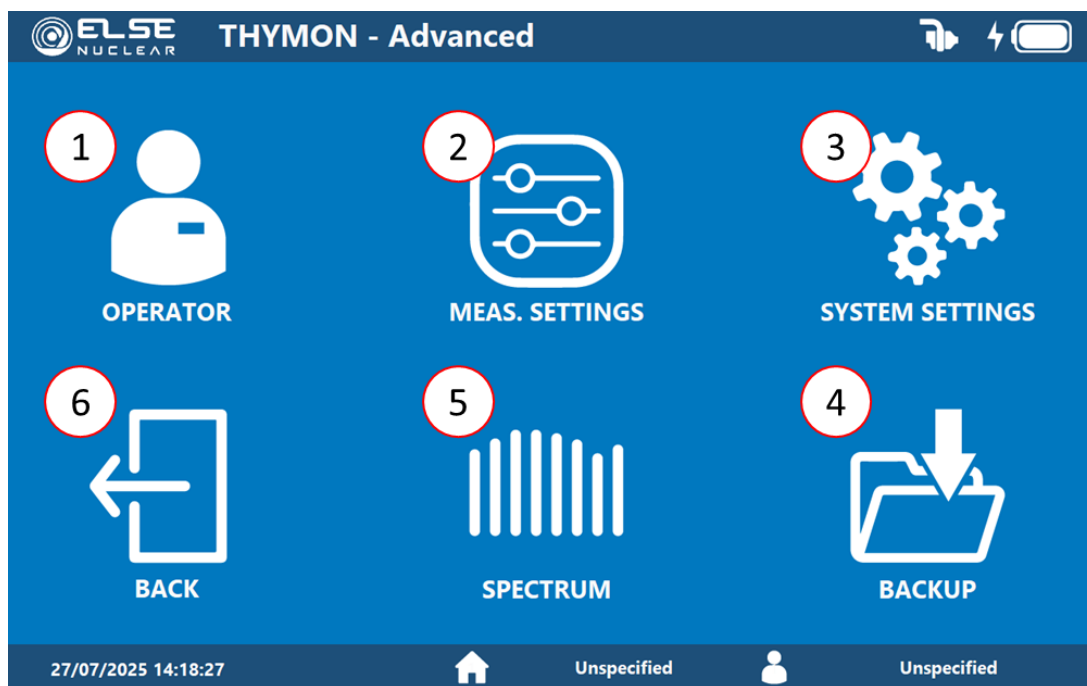 ELSE NUCLEAR THYMON - Advanced
1 2 3
OPERATOR MEAS. SETTINGS SYSTEM SETTINGS
6 5 4
BACK SPECTRUM BACKUP
27/07/2025 14:18:27 Unspecified Unspecified